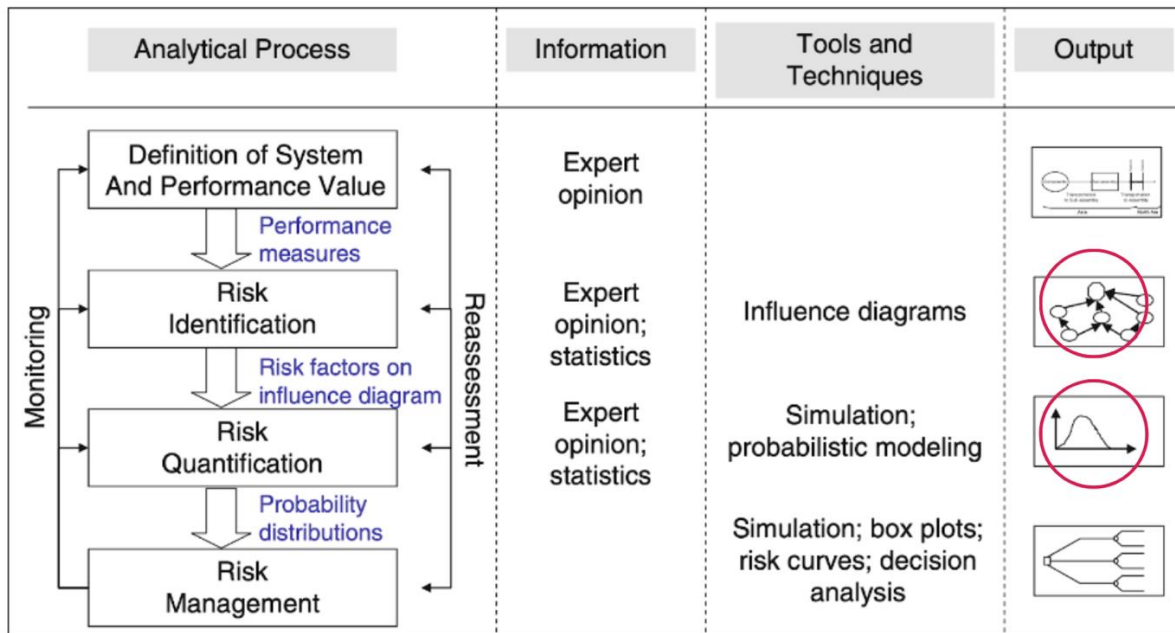 Analytical Process
Information
Tools and
Techniques
Output
Definition of System
And Performance Value
Expert
opinion
Performance
measures
Risk
Identification
Expert
opinion;
statistics
Influence diagrams
Risk factors on
influence diagram
Risk
Quantification
Expert
opinion;
statistics
Simulation;
probabilistic modeling
Probability
distributions
Risk
Management
Simulation; box plots;
risk curves; decision
analysis
Monitoring
Reassessment